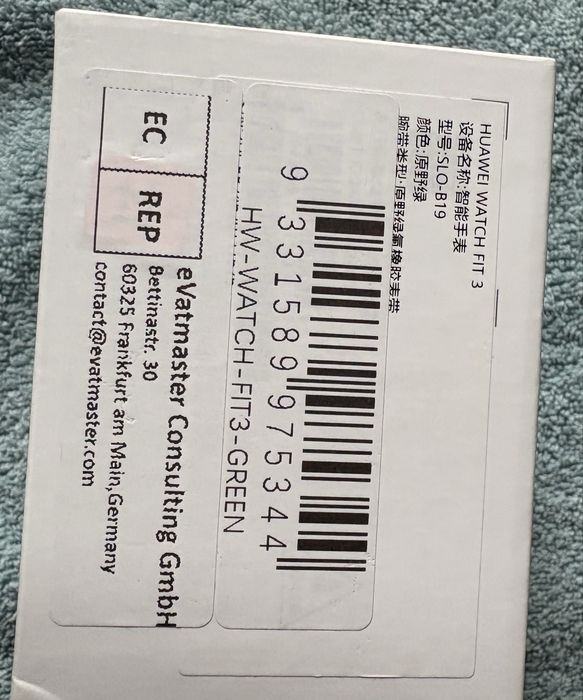 HUAWEI WATCH FIT 3
设备名称:智能手表
型号:SLO-B19
颜色:原野绿
腕带类型:原野绿氟橡胶表带
9 331589 975344
HW-WATCH-FIT3-GREEN
EC REP
eVatmaster Consulting GmbH
Bettinastr. 30
60325 Frankfurt am Main,Germany
contact@evatmaster.com